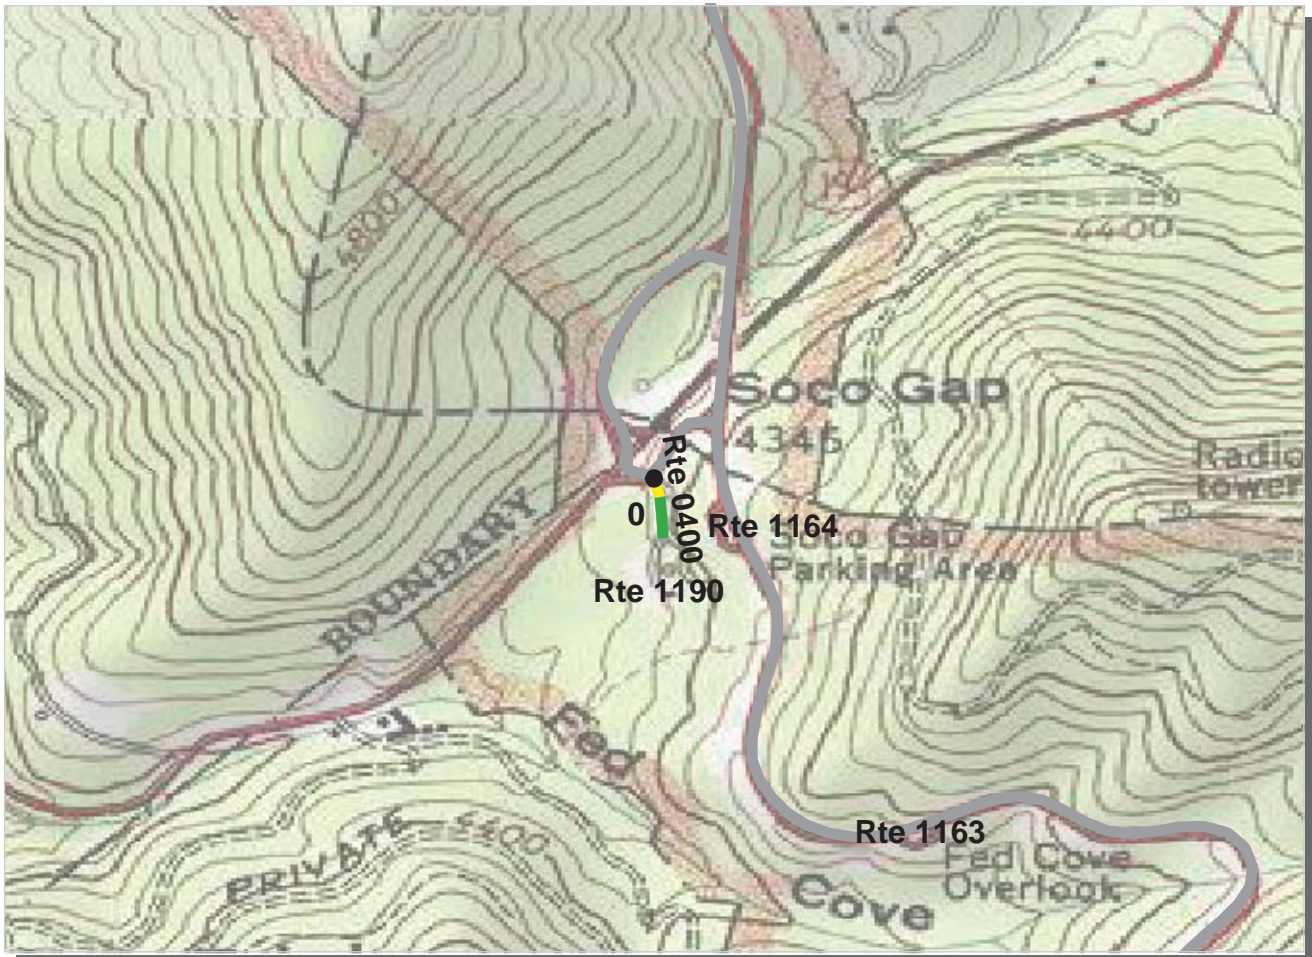 4800
4400
Soco Gap
4346
Radio
tower
Rte 0400
0
Rte 1164
Soco Gap
Parking Area
BOUNDARY
Rte 1190
Fed
Rte 1163
PRIVATE
4400
Fed Cove
Overlook
Cove